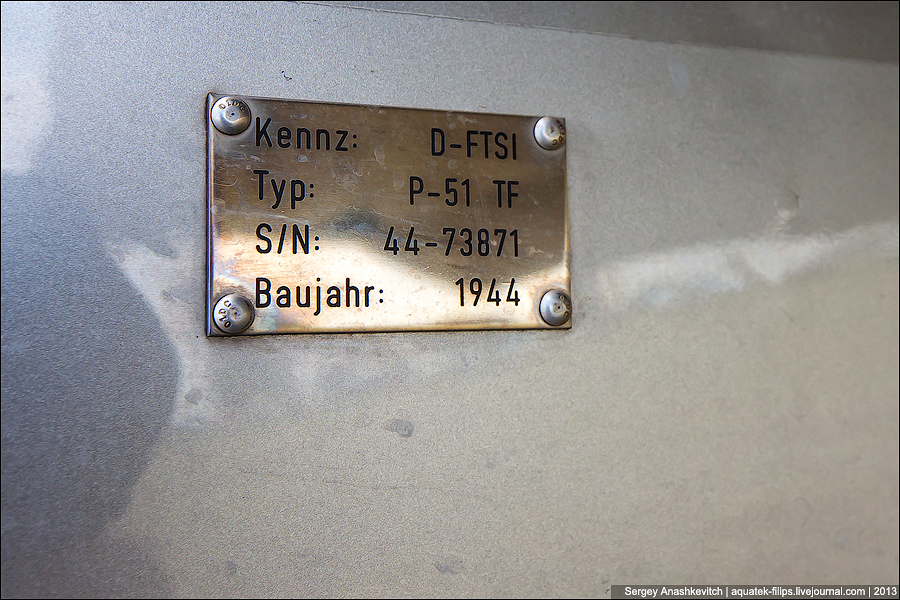 Kennz: D-FTSI
Typ: P-51 TF
S/N: 44-73871
Baujahr: 1944
Sergey Anashkevitch | aquatek-filips.livejournal.com | 2013